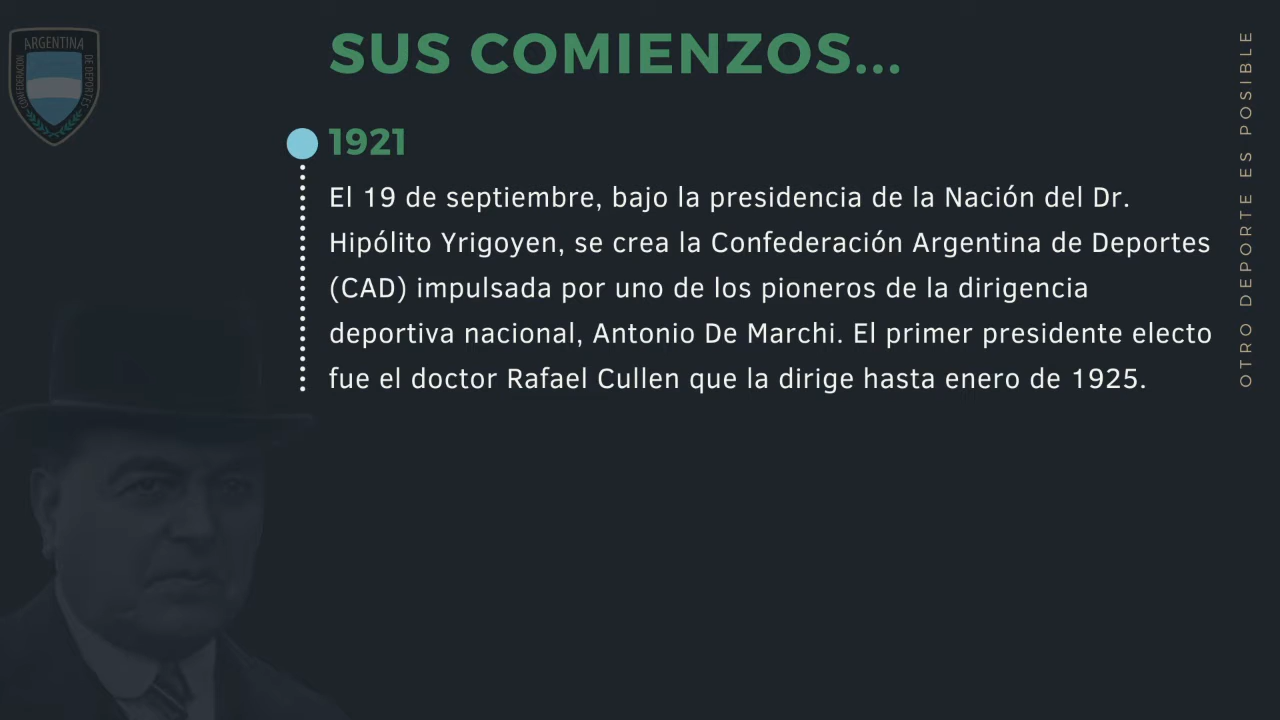 ARGENTINA
CONFEDERACIÓN
DE DEPORTES
SUS COMIENZOS...
1921
El 19 de septiembre, bajo la presidencia de la Nación del Dr.
Hipólito Yrigoyen, se crea la Confederación Argentina de Deportes
(CAD) impulsada por uno de los pioneros de la dirigencia
deportiva nacional, Antonio De Marchi. El primer presidente electo
fue el doctor Rafael Cullen que la dirige hasta enero de 1925.
OTRO DEPORTE ES POSIBLE